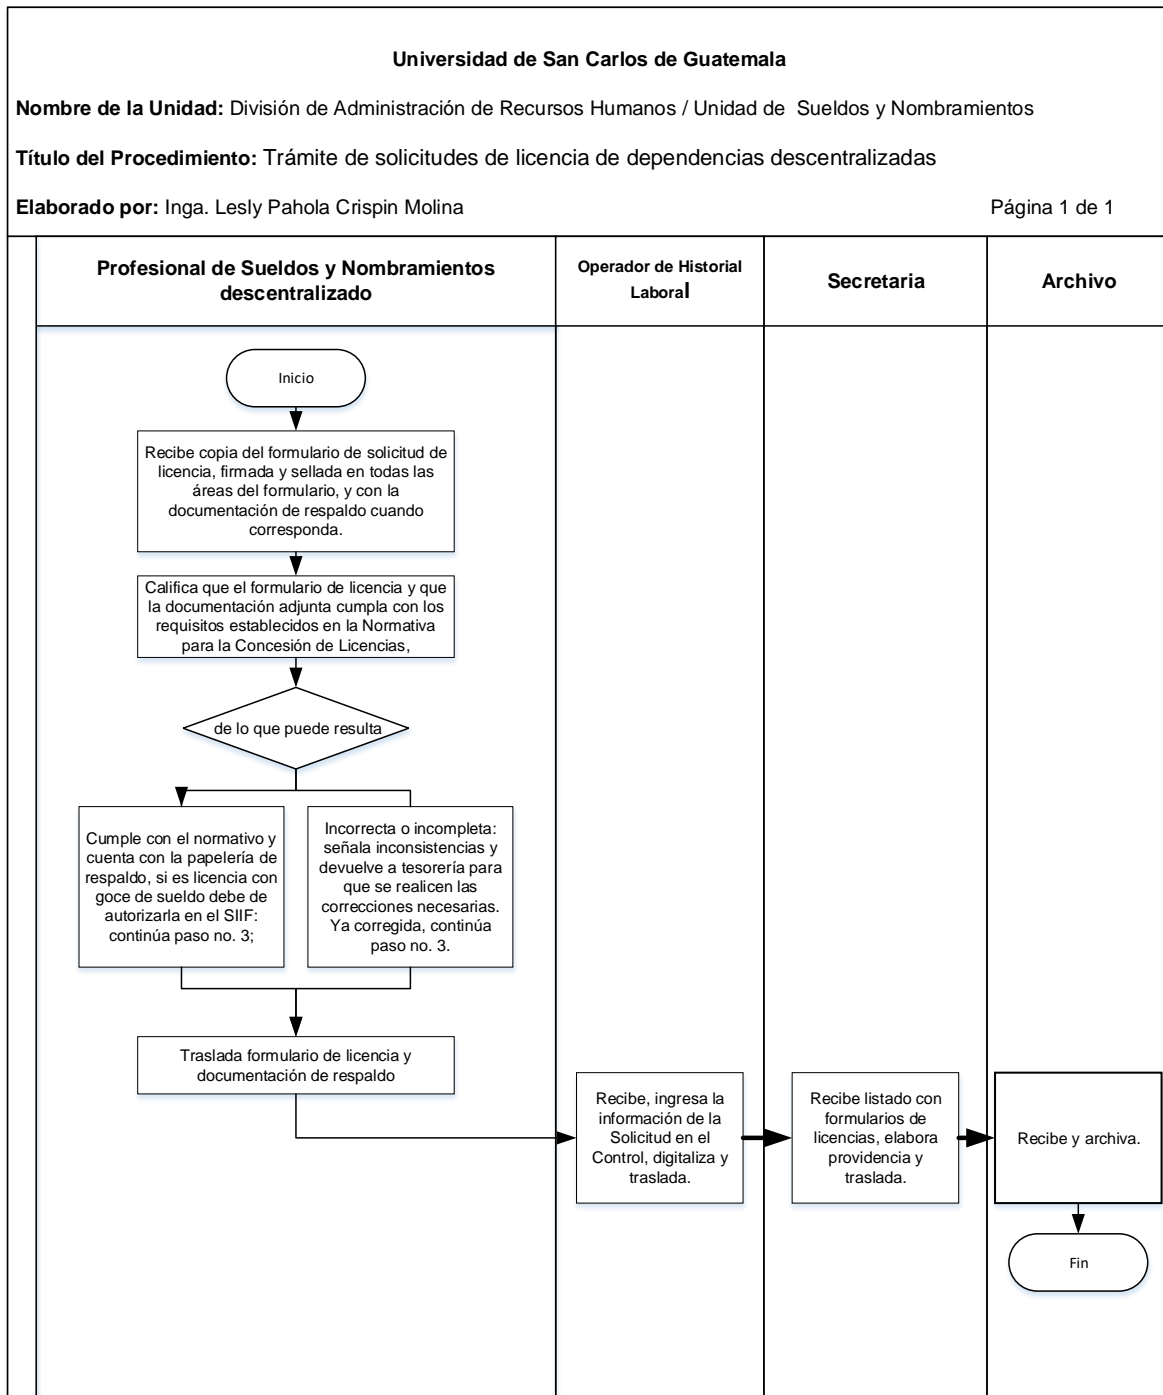 Universidad de San Carlos de Guatemala
Nombre de la Unidad: División de Administración de Recursos Humanos / Unidad de Sueldos y Nombramientos
Título del Procedimiento: Trámite de solicitudes de licencia de dependencias descentralizadas
Elaborado por: Inga. Lesly Pahola Crispin Molina
Página 1 de 1
Profesional de Sueldos y Nombramientos
descentralizado
Operador de Historial
Laboral
Secretaria
Archivo
Inicio
Recibe copia del formulario de solicitud de
licencia, firmada y sellada en todas las
áreas del formulario, y con la
documentación de respaldo cuando
corresponda.
Califica que el formulario de licencia y que
la documentación adjunta cumpla con los
requisitos establecidos en la Normativa
para la Concesión de Licencias,
de lo que puede resulta
Cumple con el normativo y
cuenta con la papelería de
respaldo, si es licencia con
goce de sueldo debe de
autorizarla en el SIIF:
continúa paso no. 3;
Incorrecta o incompleta:
señala inconsistencias y
devuelve a tesorería para
que se realicen las
correcciones necesarias.
Ya corregida, continúa
paso no. 3.
Traslada formulario de licencia y
documentación de respaldo
Recibe, ingresa la
información de la
Solicitud en el
Control, digitaliza y
traslada.
Recibe listado con
formularios de
licencias, elabora
providencia y
traslada.
Recibe y archiva.
Fin